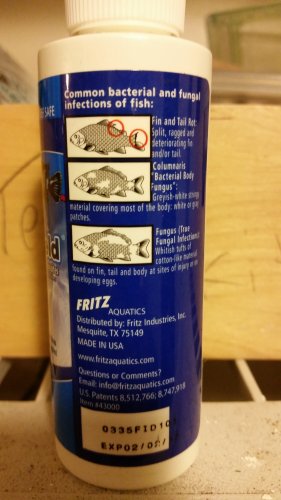 SAFE
Common bacterial and fungal
infections of fish:
Fin and Tail Rot:
Split, ragged and
deteriorating fin
and/or tail.
Columnaris
"Bacterial Body
Fungus":
Greyish-white
material covering most of the body: white or grey
patches.
Fungus (True
Fungal Infections):
Whitish tufts of
cotton-like material
found on fin, tail and body at sites of injury or on
developing eggs.
FRITZ
AQUATICS
Distributed by: Fritz Industries, Inc.
Mesquite, TX 75149
MADE IN USA
www.fritzaquatics.com
Questions or Comments?
Email: info@fritzaquatics.com
U.S. Patents 8,512,766; 8,747,918
Item #43000
0335FID10
EXP02/02/